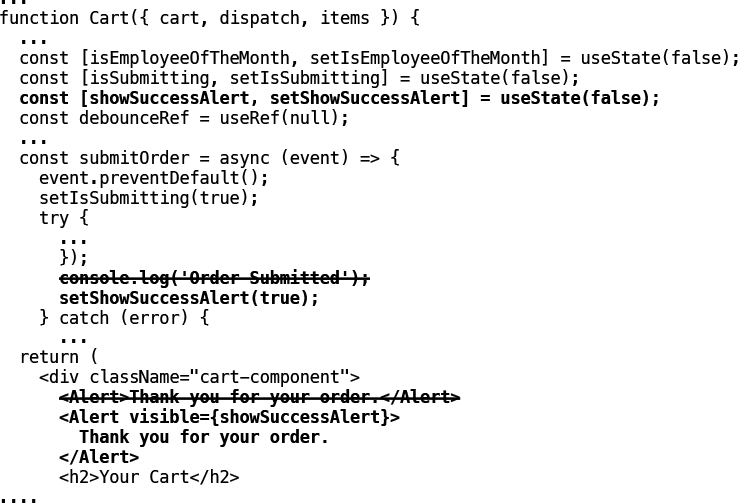 ...
function Cart({ cart, dispatch, items }) {
  ...
  const [isEmployeeOfTheMonth, setIsEmployeeOfTheMonth] = useState(false);
  const [isSubmitting, setIsSubmitting] = useState(false);
  const [showSuccessAlert, setShowSuccessAlert] = useState(false);
  const debounceRef = useRef(null);
  ...
  const submitOrder = async (event) => {
    event.preventDefault();
    setIsSubmitting(true);
    try {
      ...
      });
      console.log('Order Submitted');
      setShowSuccessAlert(true);
    } catch (error) {
      ...
  return (
    <div className="cart-component">
      <Alert>Thank you for your order.</Alert>
      <Alert visible={showSuccessAlert}>
        Thank you for your order.
      </Alert>
      <h2>Your Cart</h2>
....